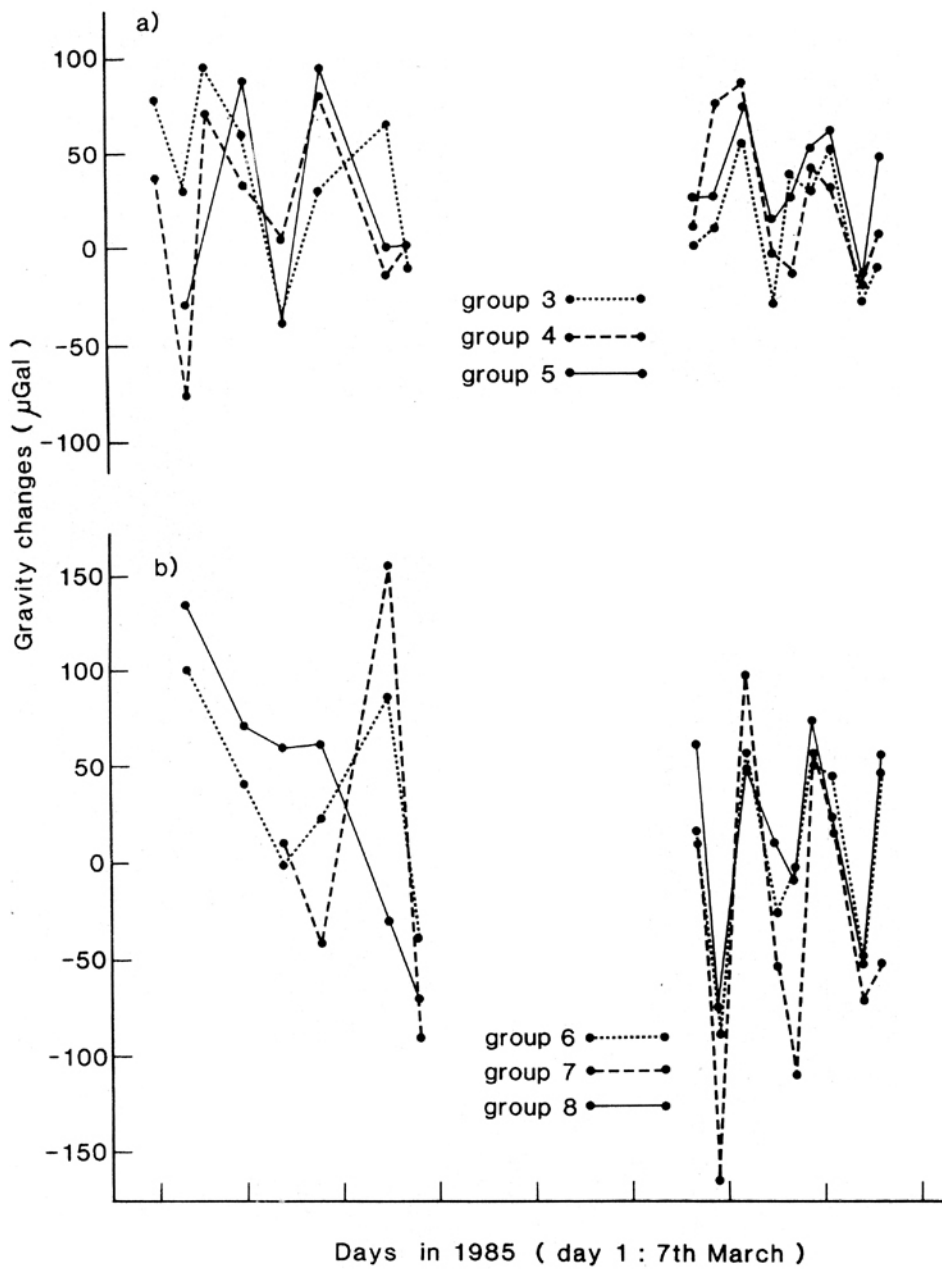 a)
100
50
0
-50
-100
group 3
group 4
group 5
Gravity changes ( µGal )
b)
150
100
50
0
-50
-100
-150
group 6
group 7
group 8
Days in 1985 ( day 1 : 7th March )